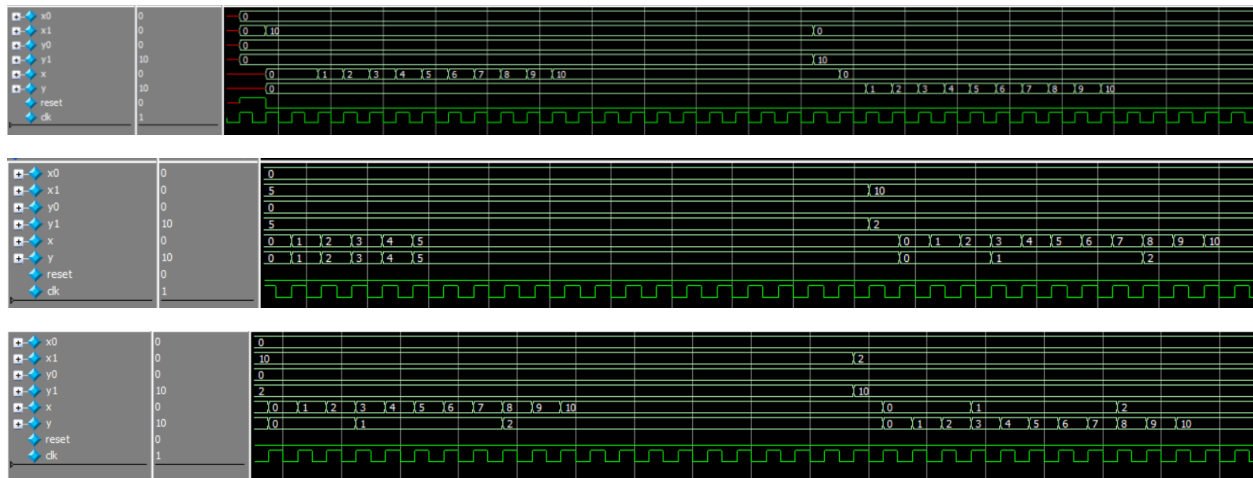 x0 0 0
x1 0 0 10 0
y0 0 0
y1 10 0 10
x 0 0 1 2 3 4 5 6 7 8 9 10 0
y 10 0 1 2 3 4 5 6 7 8 9 10
reset 0
clk 1
x0 0 0
x1 0 5 10
y0 0 0
y1 10 5 2
x 0 0 1 2 3 4 5 0 1 2 3 4 5 6 7 8 9 10
y 10 0 1 2 3 4 5 0 1 2
reset 0
clk 1
x0 0 0
x1 0 10 2
y0 0 0
y1 10 2 10
x 0 0 1 2 3 4 5 6 7 8 9 10 0 1 2
y 10 0 1 2 0 1 2 3 4 5 6 7 8 9 10
reset 0
clk 1